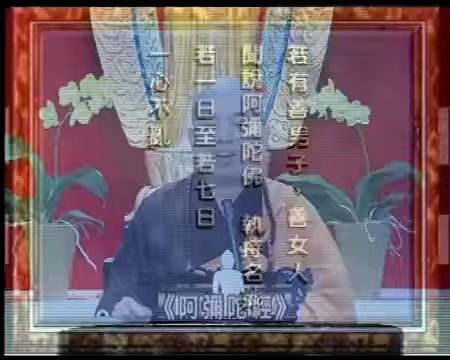 若有善男子、善女人
聞說阿彌陀佛 執持名號
若一日至若七日
一心不亂
《阿彌陀經》